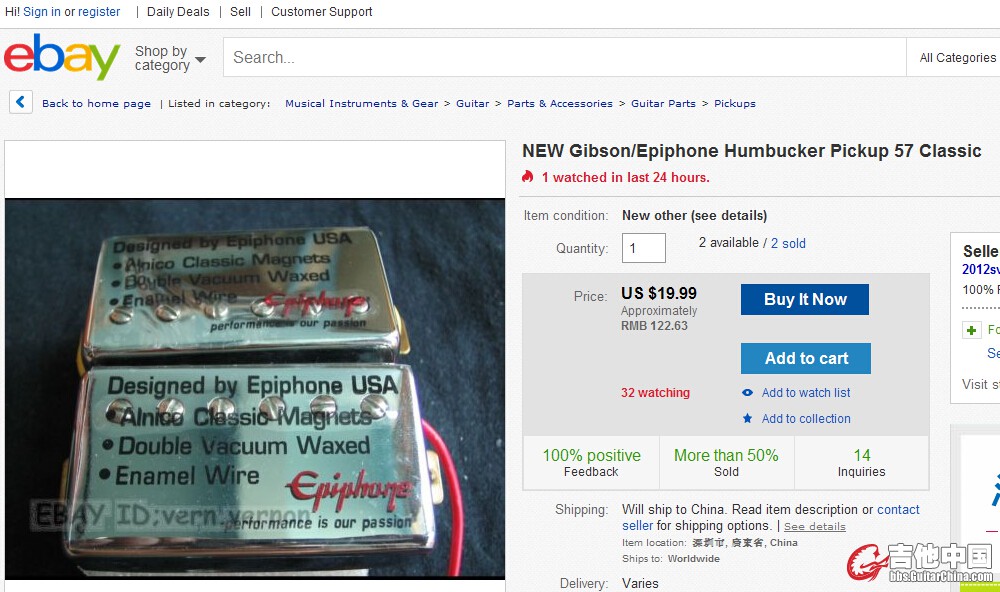 Hi! Sign in or register | Daily Deals | Sell | Customer Support
ebay
Shop by
category
Search...
All Categories
Back to home page | Listed in category: Musical Instruments & Gear > Guitar > Parts & Accessories > Guitar Parts > Pickups
NEW Gibson/Epiphone Humbucker Pickup 57 Classic
1 watched in last 24 hours.
Item condition: New other (see details)
Quantity: 1 2 available / 2 sold
Price: US $19.99
Approximately
RMB 122.63
Buy It Now
Add to cart
32 watching
Add to watch list
Add to collection
100% positive
Feedback
More than 50%
Sold
14
Inquiries
Shipping: Will ship to China. Read item description or contact
seller for shipping options. | See details
Item location: 深圳市, 廣東省, China
Ships to: Worldwide
Delivery: Varies
Selle
2012sv
100%
Visit s
Designed by Epiphone USA
•Alnico Classic Magnets
•Double Vacuum Waxed
•Enamel Wire
Epiphone
performance is our passion
Designed by Epiphone USA
•Alnico Classic Magnets
•Double Vacuum Waxed
•Enamel Wire
Epiphone
performance is our passion
EBAY ID;vern.vernon
吉他中国
bbs.GuitarChina.com